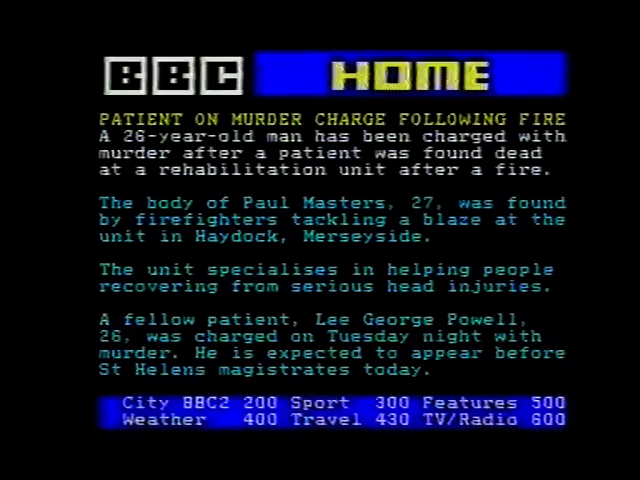 BBC HOME
PATIENT ON MURDER CHARGE FOLLOWING FIRE
A 26-year-old man has been charged with
murder after a patient was found dead
at a rehabilitation unit after a fire.
The body of Paul Masters, 27, was found
by firefighters tackling a blaze at the
unit in Haydock, Merseyside.
The unit specialises in helping people
recovering from serious head injuries.
A fellow patient, Lee George Powell,
26, was charged on Tuesday night with
murder. He is expected to appear before
St Helens magistrates today.
City BBC2 200 Sport 300 Features 500
Weather 400 Travel 430 TV/Radio 600